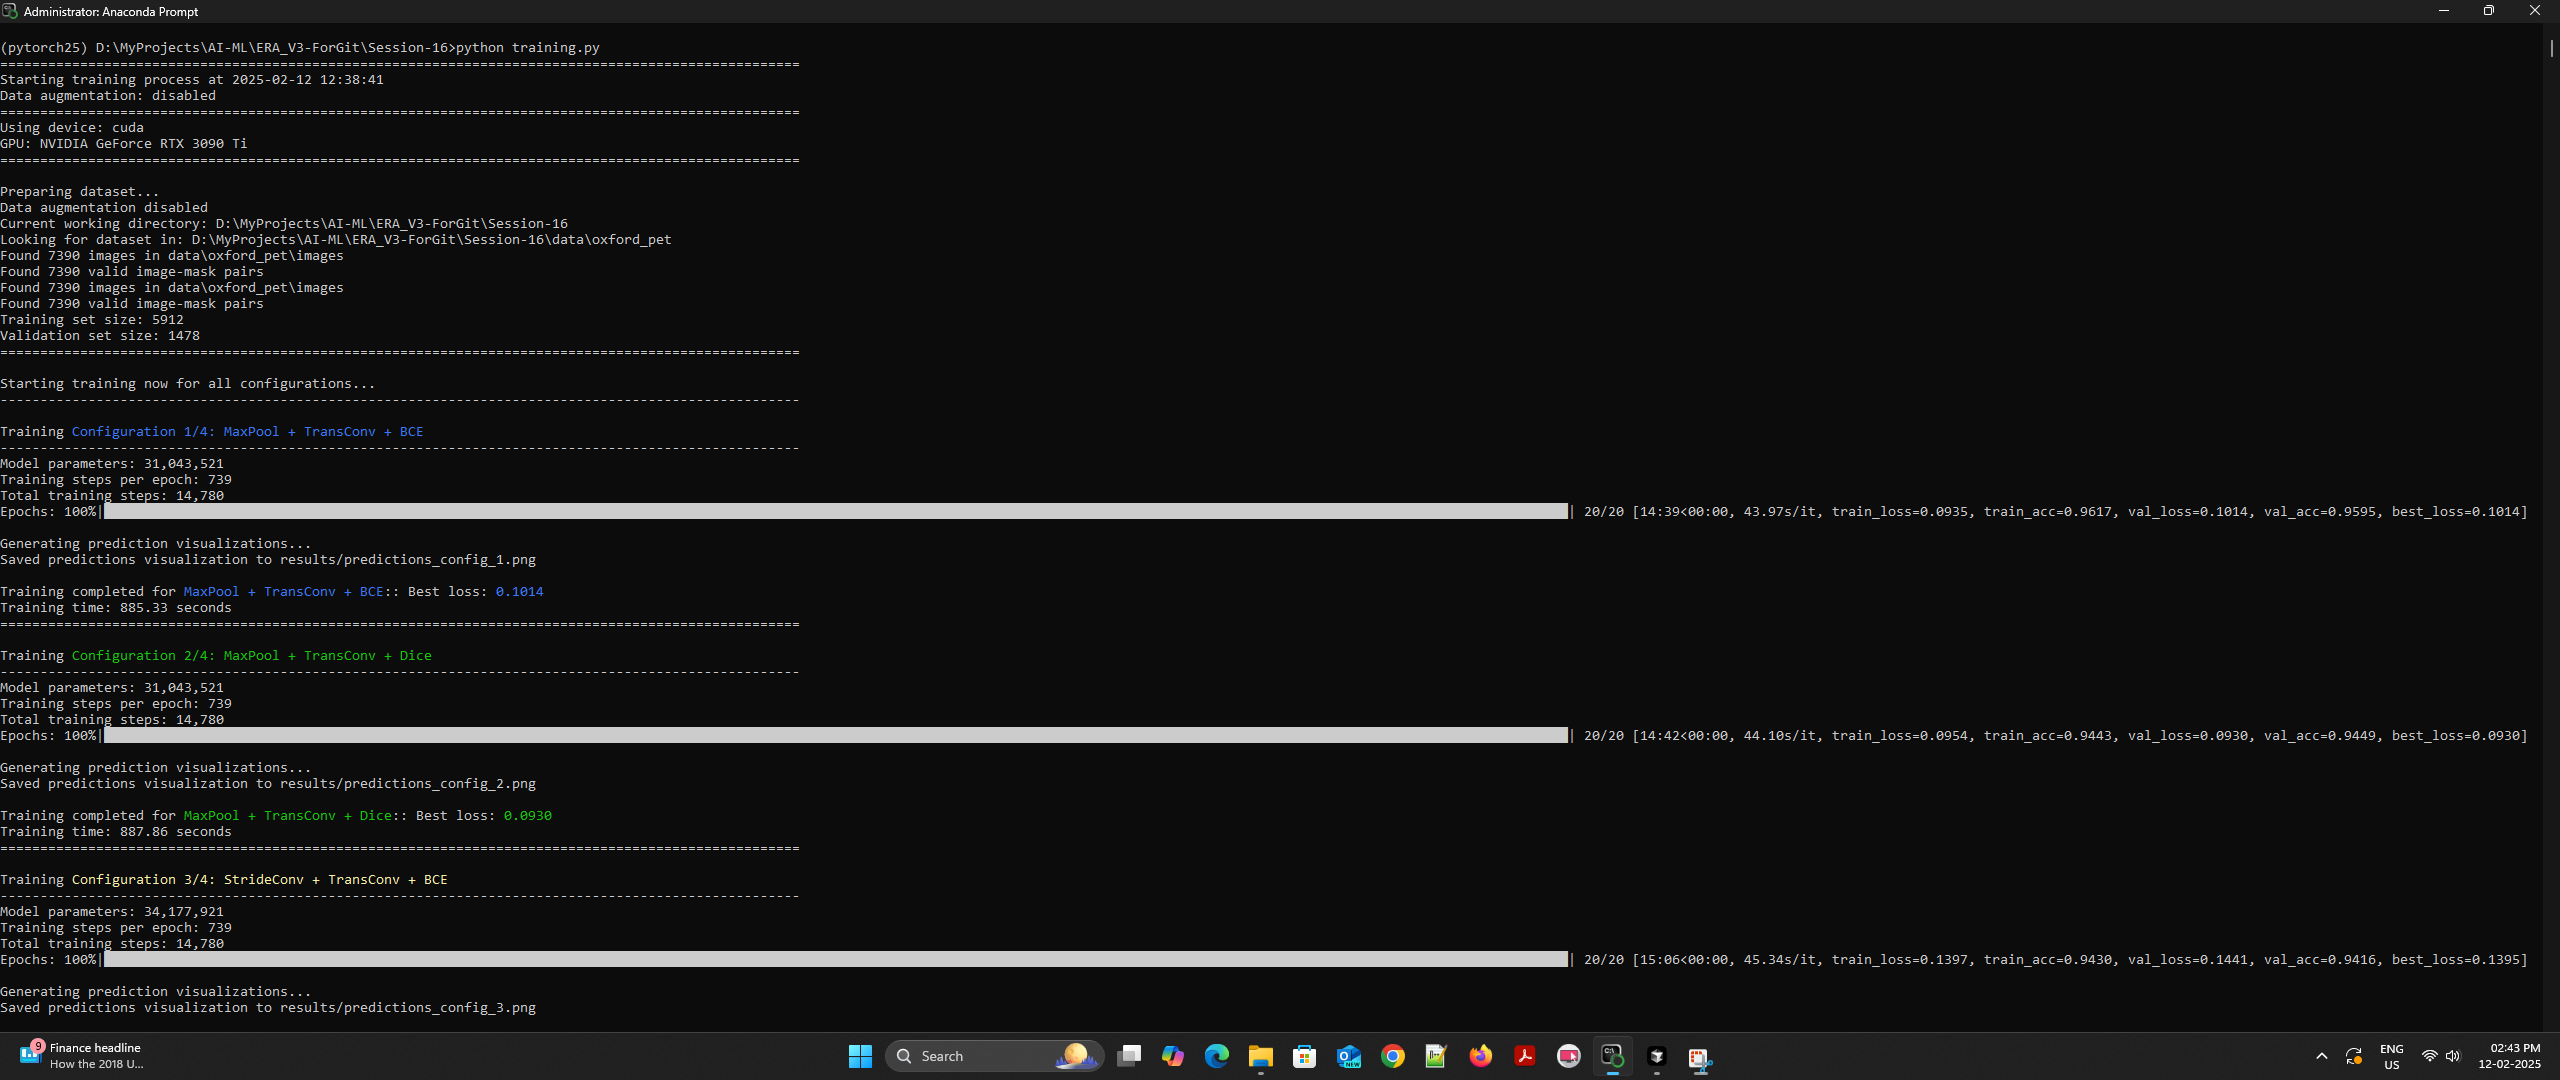 Administrator: Anaconda Prompt
(pytorch25) D:\MyProjects\AI-ML\ERA_V3-ForGit\Session-16>python training.py
====================================================================================================
Starting training process at 2025-02-12 12:38:41
Data augmentation: disabled
====================================================================================================
Using device: cuda
GPU: NVIDIA GeForce RTX 3090 Ti
====================================================================================================
Preparing dataset...
Data augmentation disabled
Current working directory: D:\MyProjects\AI-ML\ERA_V3-ForGit\Session-16
Looking for dataset in: D:\MyProjects\AI-ML\ERA_V3-ForGit\Session-16\data\oxford_pet
Found 7390 images in data\oxford_pet\images
Found 7390 valid image-mask pairs
Found 7390 images in data\oxford_pet\images
Found 7390 valid image-mask pairs
Training set size: 5912
Validation set size: 1478
====================================================================================================
Starting training now for all configurations...
----------------------------------------------------------------------------------------------------
Training Configuration 1/4: MaxPool + TransConv + BCE
----------------------------------------------------------------------------------------------------
Model parameters: 31,043,521
Training steps per epoch: 739
Total training steps: 14,780
Epochs: 100%| | 20/20 [14:39<00:00, 43.97s/it, train_loss=0.0935, train_acc=0.9617, val_loss=0.1014, val_acc=0.9595, best_loss=0.1014]
Generating prediction visualizations...
Saved predictions visualization to results/predictions_config_1.png
Training completed for MaxPool + TransConv + BCE:: Best loss: 0.1014
Training time: 885.33 seconds
====================================================================================================
Training Configuration 2/4: MaxPool + TransConv + Dice
----------------------------------------------------------------------------------------------------
Model parameters: 31,043,521
Training steps per epoch: 739
Total training steps: 14,780
Epochs: 100%| | 20/20 [14:42<00:00, 44.10s/it, train_loss=0.0954, train_acc=0.9443, val_loss=0.0930, val_acc=0.9449, best_loss=0.0930]
Generating prediction visualizations...
Saved predictions visualization to results/predictions_config_2.png
Training completed for MaxPool + TransConv + Dice:: Best loss: 0.0930
Training time: 887.86 seconds
====================================================================================================
Training Configuration 3/4: StrideConv + TransConv + BCE
----------------------------------------------------------------------------------------------------
Model parameters: 34,177,921
Training steps per epoch: 739
Total training steps: 14,780
Epochs: 100%| | 20/20 [15:06<00:00, 45.34s/it, train_loss=0.1397, train_acc=0.9430, val_loss=0.1441, val_acc=0.9416, best_loss=0.1395]
Generating prediction visualizations...
Saved predictions visualization to results/predictions_config_3.png
9
Finance headline
How the 2018 U...
Search
NEW
ENG
US
02:43 PM
12-02-2025